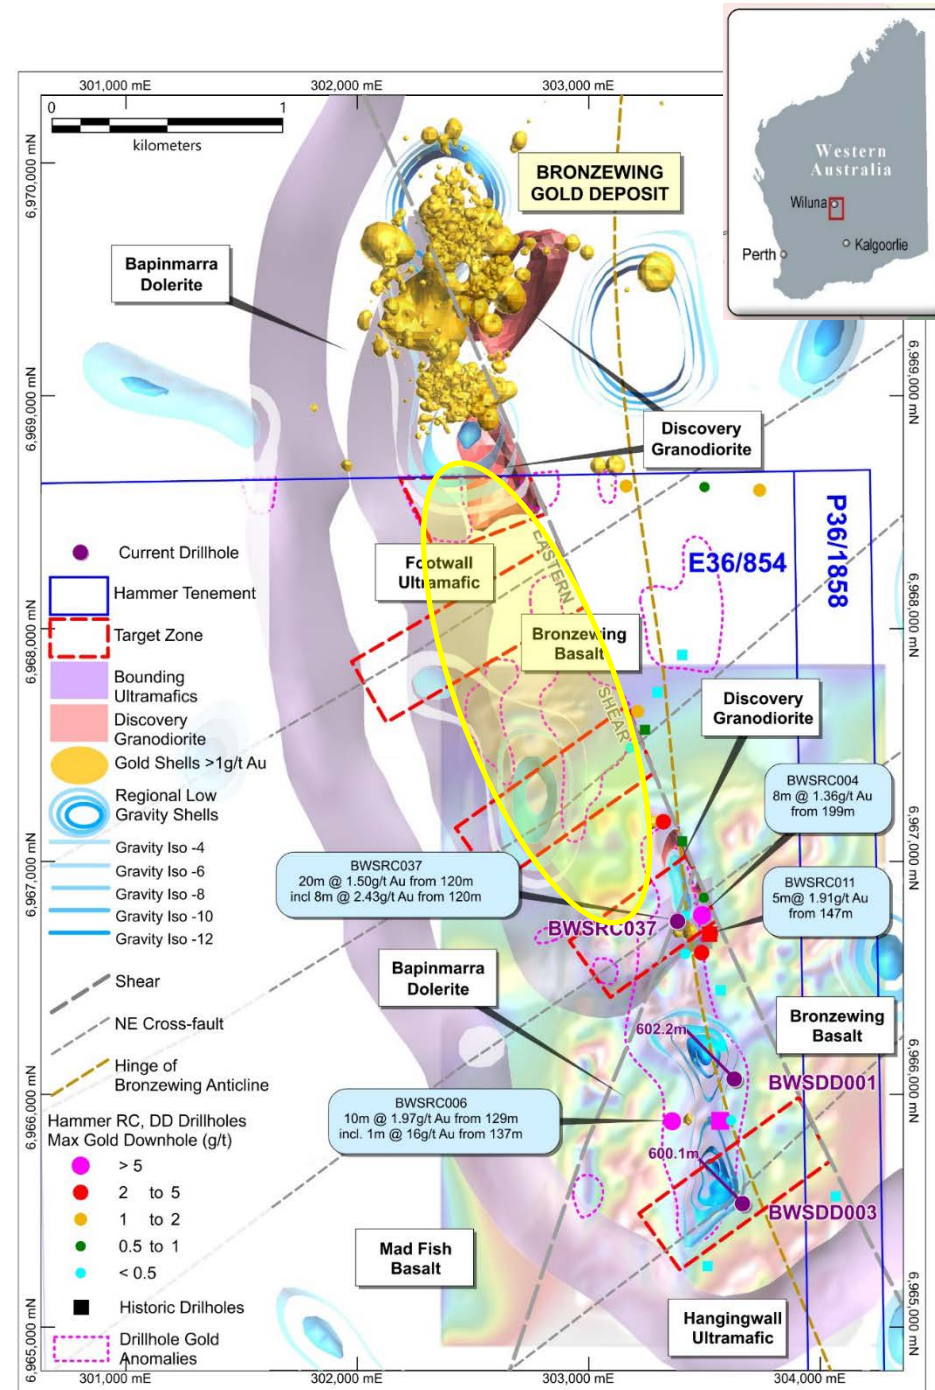 301,000 mE
302,000 mE
303,000 mE
0
1
kilometers
Western
Australia
Wiluna
Kalgoorlie
Perth
6,970,000 mN
6,969,000 mN
6,968,000 mN
6,967,000 mN
6,966,000 mN
6,965,000 mN
6,969,000 mN
6,968,000 mN
6,967,000 mN
6,966,000 mN
6,965,000 mN
BRONZEWING
GOLD DEPOSIT
Bapinmarra
Dolerite
Discovery
Granodiorite
Footwall
Ultramafic
EASTERN
SHEAR
Bronzewing
Basalt
E36/854
P36/1858
Discovery
Granodiorite
BWSRC004
8m @ 1.36g/t Au
from 199m
BWSRC037
20m @ 1.50g/t Au from 120m
incl 8m @ 2.43g/t Au from 120m
BWSRC011
5m@ 1.91g/t Au
from 147m
BWSRC037
Bapinmarra
Dolerite
Bronzewing
Basalt
602.2m
BWSDD001
BWSRC006
10m @ 1.97g/t Au from 129m
incl. 1m @ 16g/t Au from 137m
600.1m
BWSDD003
Mad Fish
Basalt
Hangingwall
Ultramafic
Current Drillhole
Hammer Tenement
Target Zone
Bounding
Ultramafics
Discovery
Granodiorite
Gold Shells >1g/t Au
Regional Low
Gravity Shells
Gravity Iso -4
Gravity Iso -6
Gravity Iso -8
Gravity Iso -10
Gravity Iso -12
Shear
NE Cross-fault
Hinge of
Bronzewing Anticline
Hammer RC, DD Drillholes
Max Gold Downhole (g/t)
> 5
2 to 5
1 to 2
0.5 to 1
< 0.5
Historic Drilholes
Drillhole Gold
Anomalies
301,000 mE
302,000 mE
303,000 mE
304,000 mE